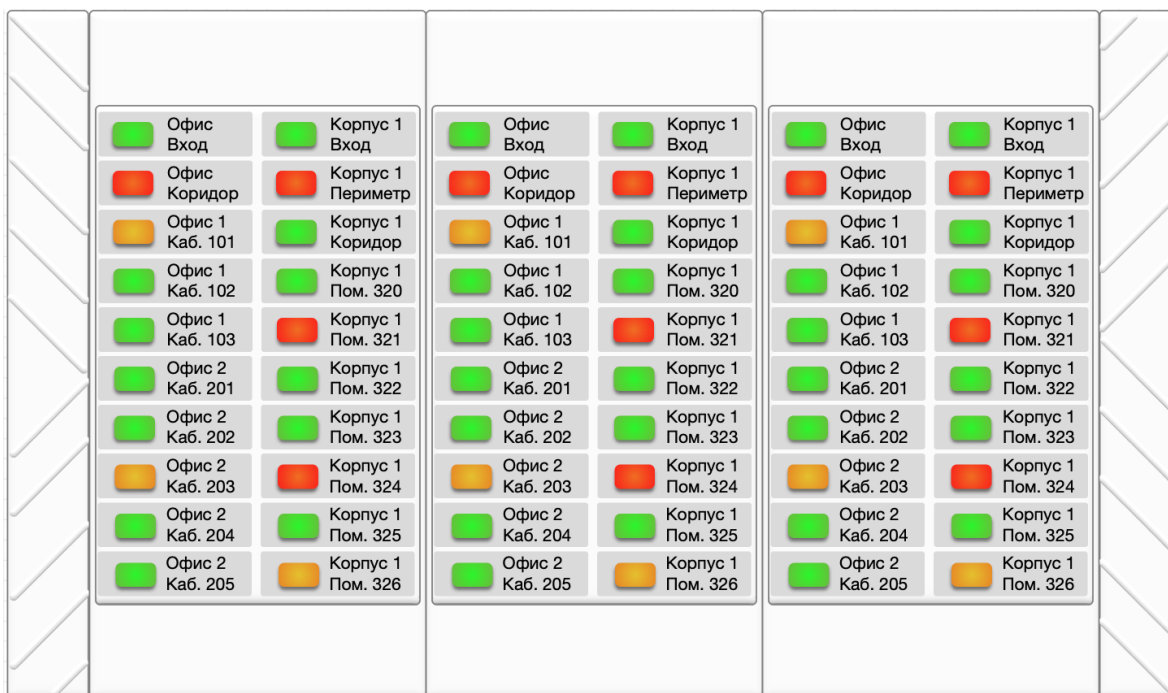 Офис
Вход
Корпус 1
Вход
Офис
Коридор
Корпус 1
Периметр
Офис 1
Каб. 101
Корпус 1
Коридор
Офис 1
Каб. 102
Корпус 1
Пом. 320
Офис 1
Каб. 103
Корпус 1
Пом. 321
Офис 2
Каб. 201
Корпус 1
Пом. 322
Офис 2
Каб. 202
Корпус 1
Пом. 323
Офис 2
Каб. 203
Корпус 1
Пом. 324
Офис 2
Каб. 204
Корпус 1
Пом. 325
Офис 2
Каб. 205
Корпус 1
Пом. 326
Офис
Вход
Корпус 1
Вход
Офис
Коридор
Корпус 1
Периметр
Офис 1
Каб. 101
Корпус 1
Коридор
Офис 1
Каб. 102
Корпус 1
Пом. 320
Офис 1
Каб. 103
Корпус 1
Пом. 321
Офис 2
Каб. 201
Корпус 1
Пом. 322
Офис 2
Каб. 202
Корпус 1
Пом. 323
Офис 2
Каб. 203
Корпус 1
Пом. 324
Офис 2
Каб. 204
Корпус 1
Пом. 325
Офис 2
Каб. 205
Корпус 1
Пом. 326
Офис
Вход
Корпус 1
Вход
Офис
Коридор
Корпус 1
Периметр
Офис 1
Каб. 101
Корпус 1
Коридор
Офис 1
Каб. 102
Корпус 1
Пом. 320
Офис 1
Каб. 103
Корпус 1
Пом. 321
Офис 2
Каб. 201
Корпус 1
Пом. 322
Офис 2
Каб. 202
Корпус 1
Пом. 323
Офис 2
Каб. 203
Корпус 1
Пом. 324
Офис 2
Каб. 204
Корпус 1
Пом. 325
Офис 2
Каб. 205
Корпус 1
Пом. 326